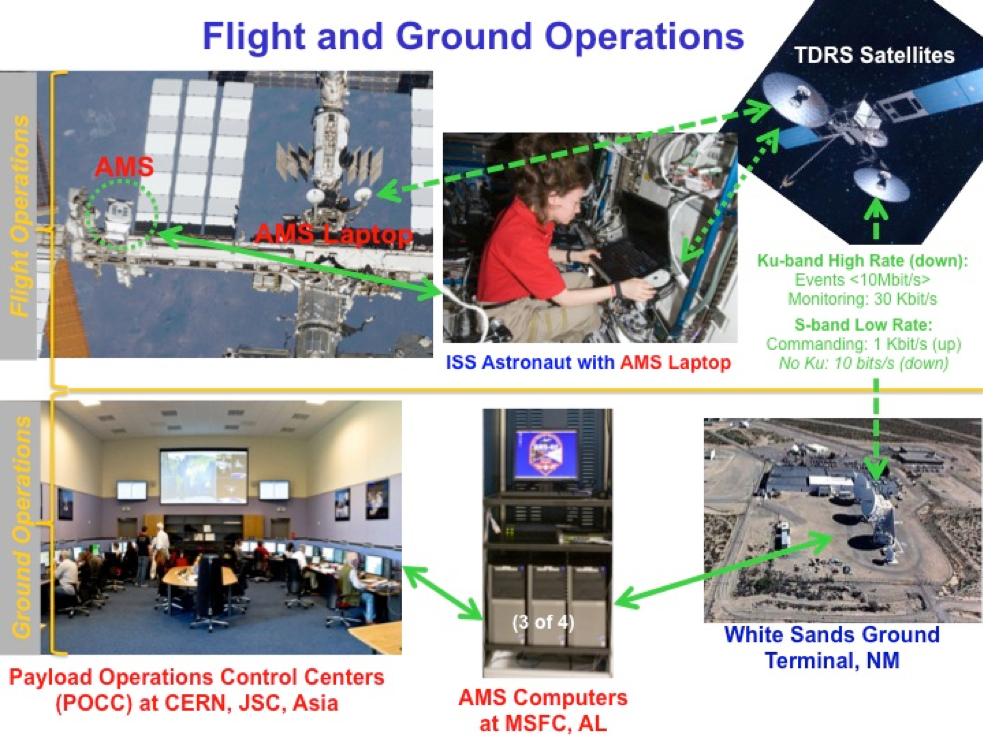 Flight and Ground Operations
TDRS Satellites
Flight Operations
AMS
AMS Laptop
Ku-band High Rate (down):
Events <10Mbit/s>
Monitoring: 30 Kbit/s
S-band Low Rate:
Commanding: 1 Kbit/s (up)
No Ku: 10 bits/s (down)
ISS Astronaut with AMS Laptop
Ground Operations
(3 of 4)
White Sands Ground
Terminal, NM
Payload Operations Control Centers
(POCC) at CERN, JSC, Asia
AMS Computers
at MSFC, AL